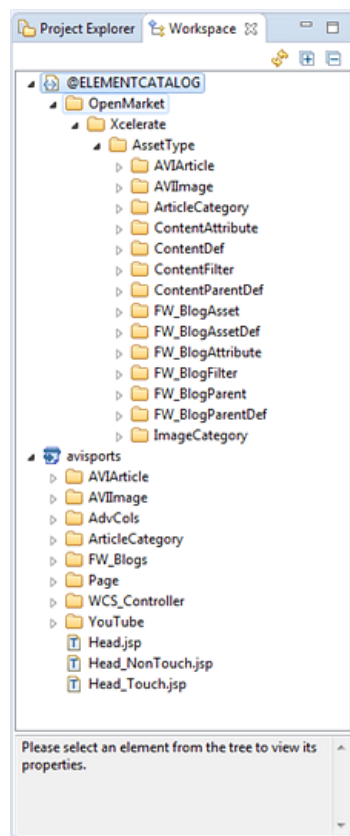 Project Explorer Workspace
@ELEMENTCATALOG
OpenMarket
Xcelerate
AssetType
AVIArticle
AVIImage
ArticleCategory
ContentAttribute
ContentDef
ContentFilter
ContentParentDef
FW_BlogAsset
FW_BlogAssetDef
FW_BlogAttribute
FW_BlogFilter
FW_BlogParent
FW_BlogParentDef
ImageCategory
avisports
AVIArticle
AVIImage
AdvCols
ArticleCategory
FW_Blogs
Page
WCS_Controller
YouTube
Head.jsp
Head_NonTouch.jsp
Head_Touch.jsp
Please select an element from the tree to view its
properties.